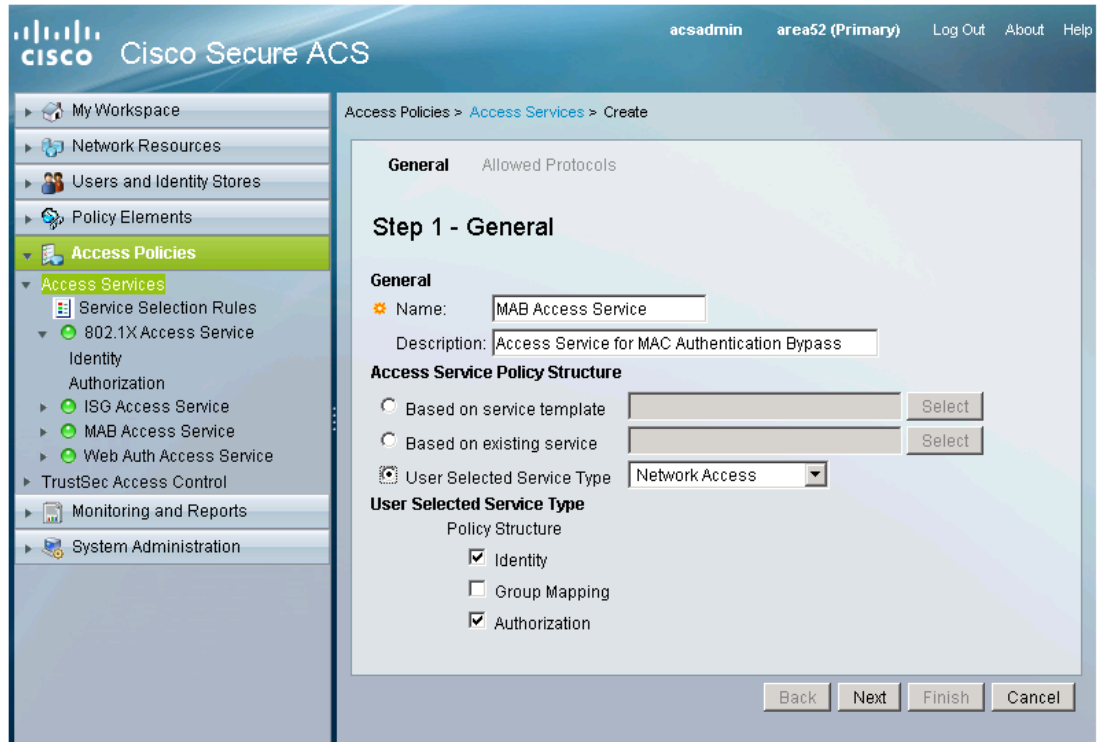 acsadmin area52 (Primary) Log Out About Help
CISCO Cisco Secure ACS
My Workspace
Network Resources
Users and Identity Stores
Policy Elements
Access Policies
Access Services
Service Selection Rules
802.1X Access Service
Identity
Authorization
ISG Access Service
MAB Access Service
Web Auth Access Service
TrustSec Access Control
Monitoring and Reports
System Administration
Access Policies > Access Services > Create
General Allowed Protocols
Step 1 - General
General
Name: MAB Access Service
Description: Access Service for MAC Authentication Bypass
Access Service Policy Structure
Based on service template Select
Based on existing service Select
User Selected Service Type Network Access
User Selected Service Type
Policy Structure
Identity
Group Mapping
Authorization
Back Next Finish Cancel